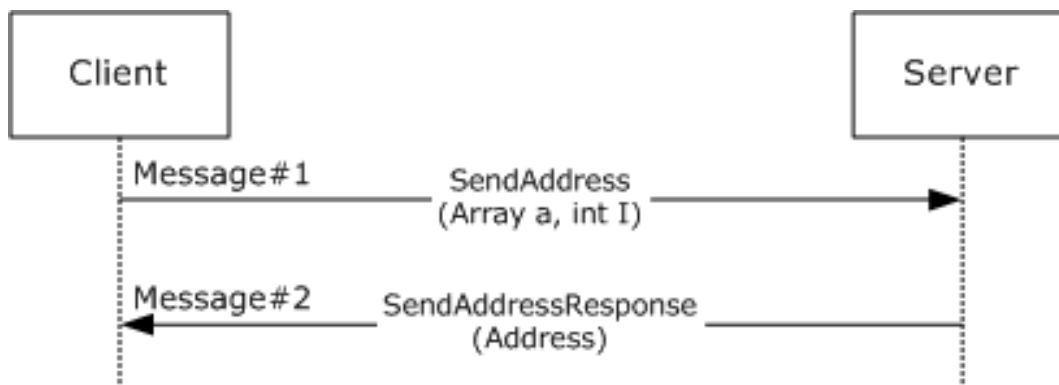 Client
Server
Message#1
SendAddress
(Array a, int I)
Message#2
SendAddressResponse
(Address)